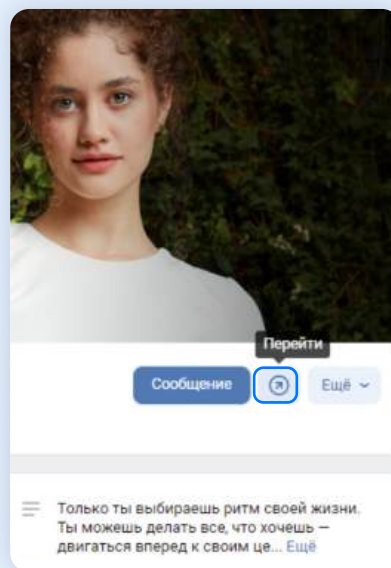 Перейти
Сообщение
Ещё
Только ты выбираешь ритм своей жизни.
Ты можешь делать все, что хочешь —
двигаться вперед к своим це... Ещё